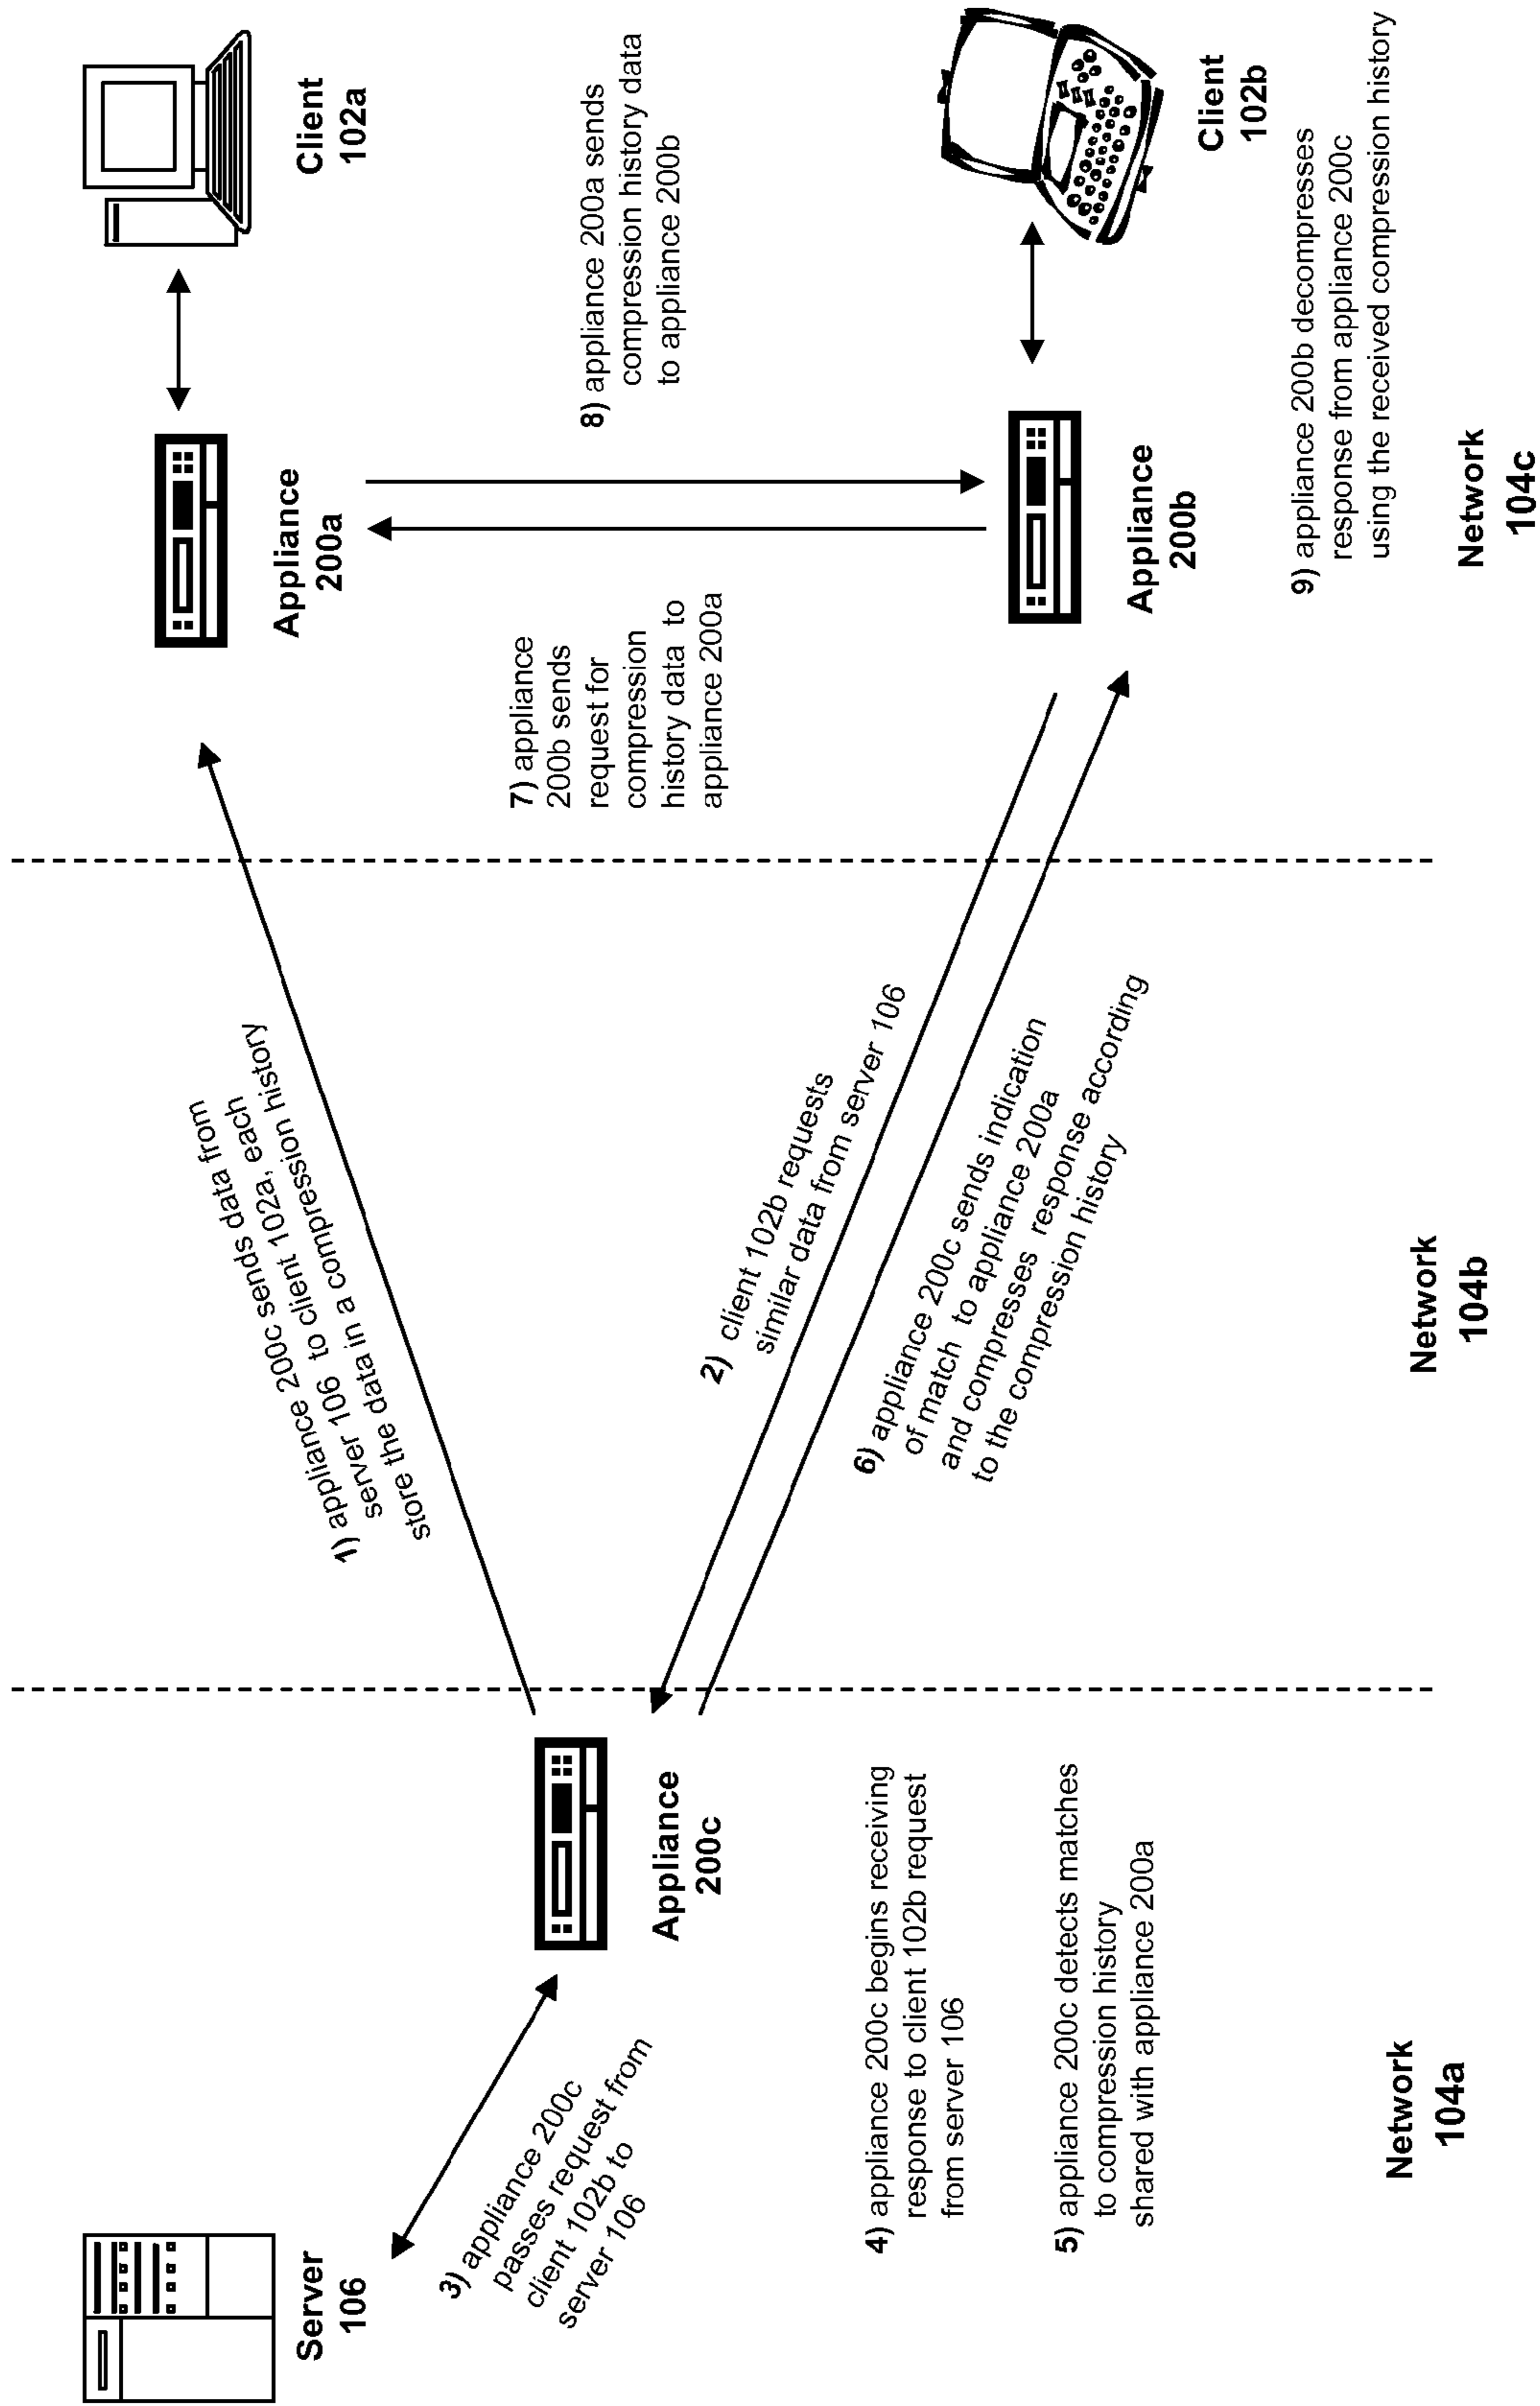 Server
106
3) appliance 200c
passes request from
client 102b to
server 106
Appliance
200c
4) appliance 200c begins receiving
response to client 102b request
from server 106
5) appliance 200c detects matches
to compression history
shared with appliance 200a
Network
104a
1) appliance 200c sends data from
server 106 to client 102a, each
store the data in a compression history
2) client 102b requests
similar data from server 106
6) appliance 200c sends indication
of match to appliance 200a
and compresses response according
to the compression history
Network
104b
Appliance
200a
Client
102a
7) appliance
200b sends
request for
compression
history data to
appliance 200a
8) appliance 200a sends
compression history data
to appliance 200b
Appliance
200b
Client
102b
9) appliance 200b decompresses
response from appliance 200c
using the received compression history
Network
104c